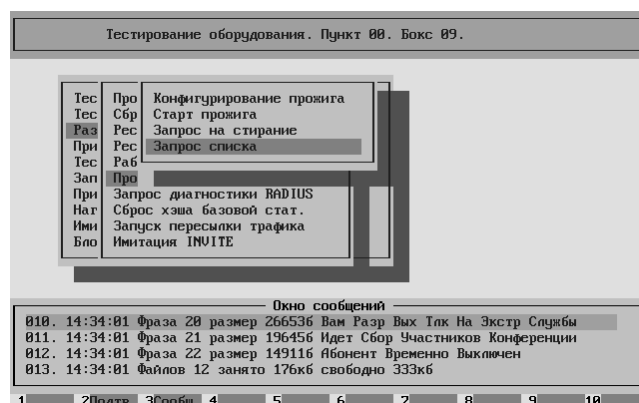 Тестирование оборудования. Пункт 00. Бокс 09.
Тес Про Конфигурирование прожига
Тес Сбр Старт прожига
Раз Рес Запрос на стирание
При Рес Запрос списка
Тес Раб
Зап Про
При Запрос диагностики RADIUS
Наг Сброс хэша базовой стат.
Ими Запуск пересылки трафика
Бло Имитация INVITE
Окно сообщений
010. 14:34:01 Фраза 20 размер 26653б Вам Разр Вых Тлк На Экстр Службы
011. 14:34:01 Фраза 21 размер 19645б Идет Сбор Участников Конференции
012. 14:34:01 Фраза 22 размер 14911б Абонент Временно Выключен
013. 14:34:01 Файлов 12 занято 176кб свободно 333кб
1 2Подтв 3Сообщ 4 5 6 7 8 9 10